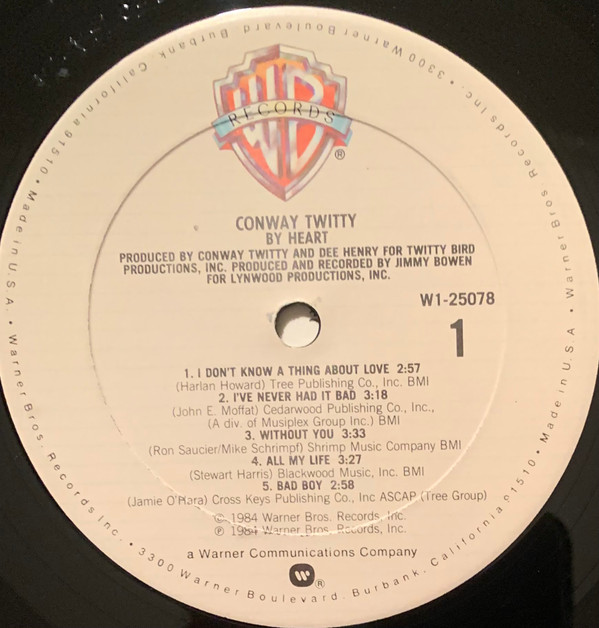 WB
RECORDS
®
CONWAY TWITTY
BY HEART
PRODUCED BY CONWAY TWITTY AND DEE HENRY FOR TWITTY BIRD
PRODUCTIONS, INC. PRODUCED AND RECORDED BY JIMMY BOWEN
FOR LYNWOOD PRODUCTIONS, INC.
W1-25078
1
1. I DON'T KNOW A THING ABOUT LOVE 2:57
(Harlan Howard) Tree Publishing Co., Inc. BMI
2. I'VE NEVER HAD IT BAD 3:18
(John E. Moffat) Cedarwood Publishing Co., Inc.,
(A div. of Musiplex Group Inc.) BMI
3. WITHOUT YOU 3:33
(Ron Saucier/Mike Schrimpf) Shrimp Music Company BMI
4. ALL MY LIFE 3:27
(Stewart Harris) Blackwood Music, Inc. BMI
5. BAD BOY 2:58
(Jamie O'Hara) Cross Keys Publishing Co., Inc ASCAP (Tree Group)
© 1984 Warner Bros. Records, Inc.
℗ 1984 Warner Bros. Records, Inc.
a Warner Communications Company
®
3300 Warner Boulevard, Burbank, California 91510 • Made in U.S.A. • Warner Bros. Records Inc. • 3300 Warner Boulevard, Burbank, California 91510 • Made in U.S.A. • Warner Bros Records Inc. •